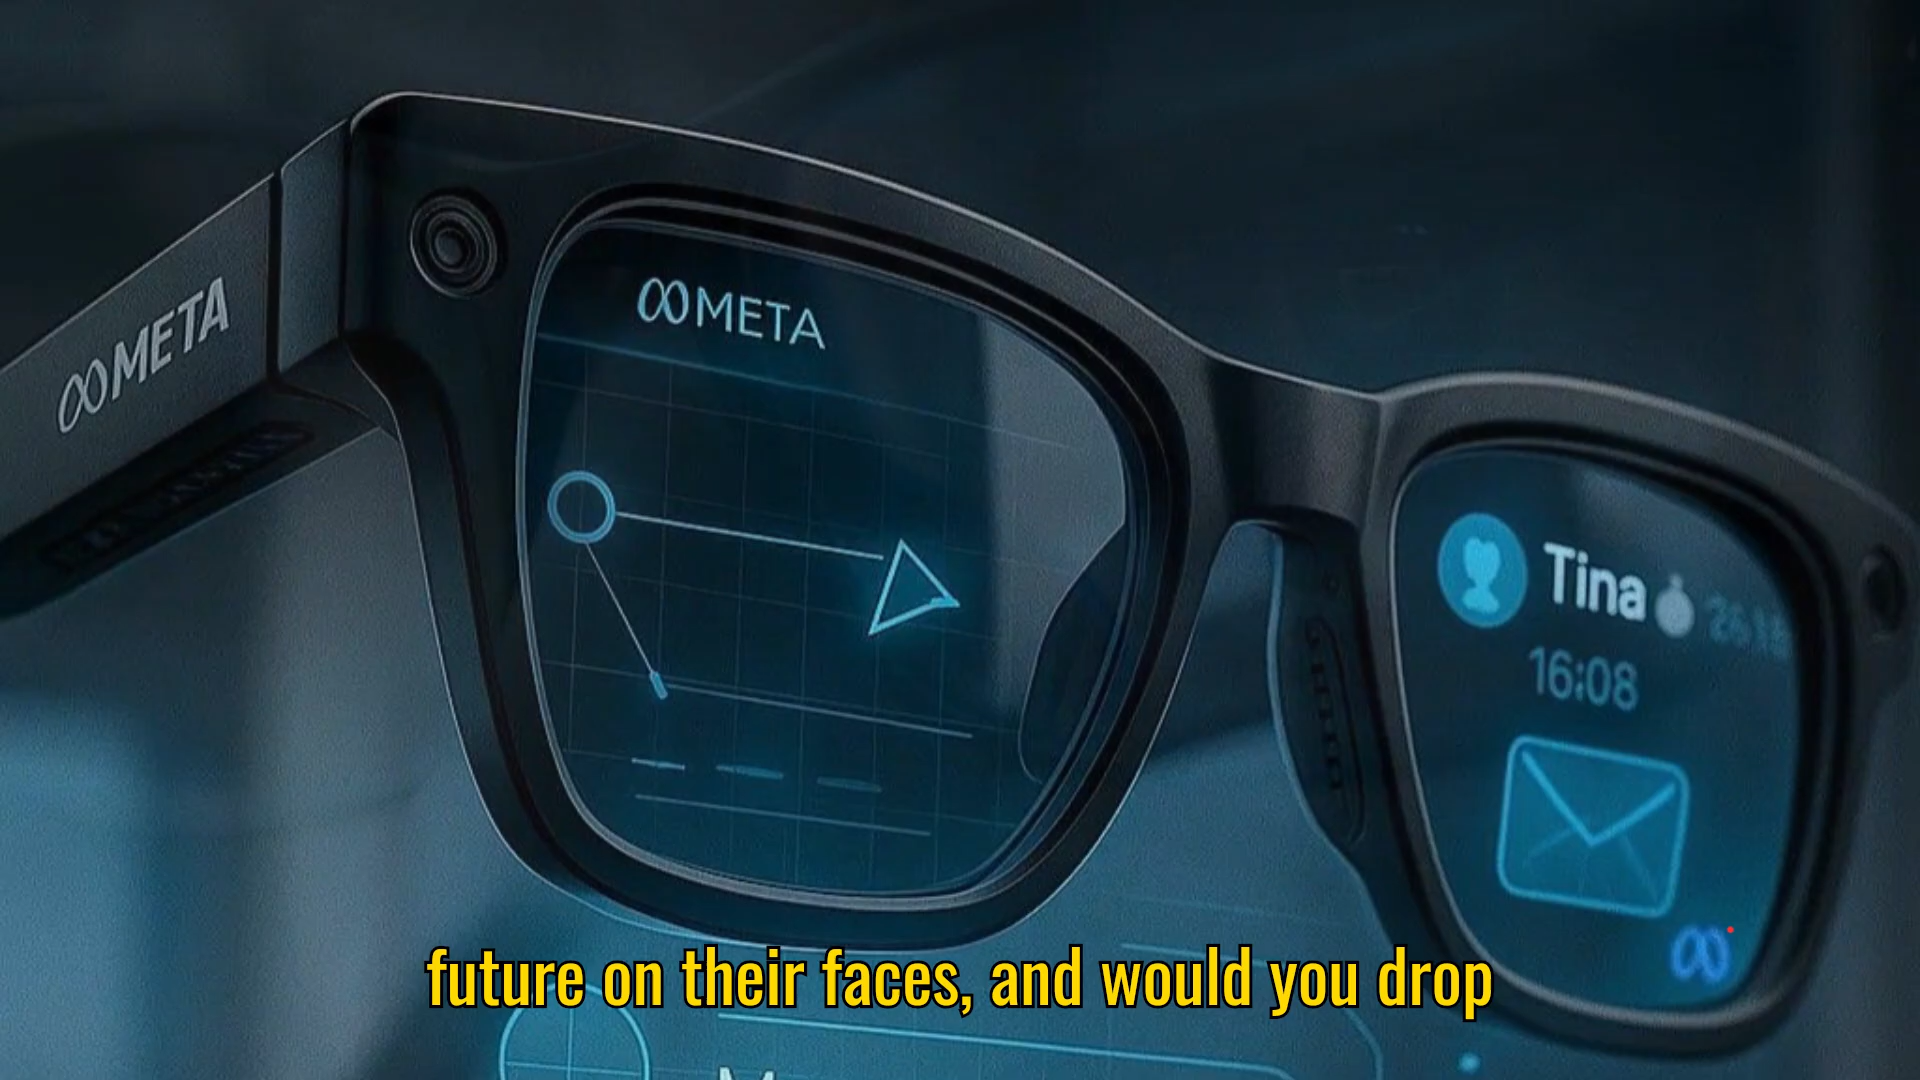 META
META
Tina
16:08
future on their faces, and would you drop